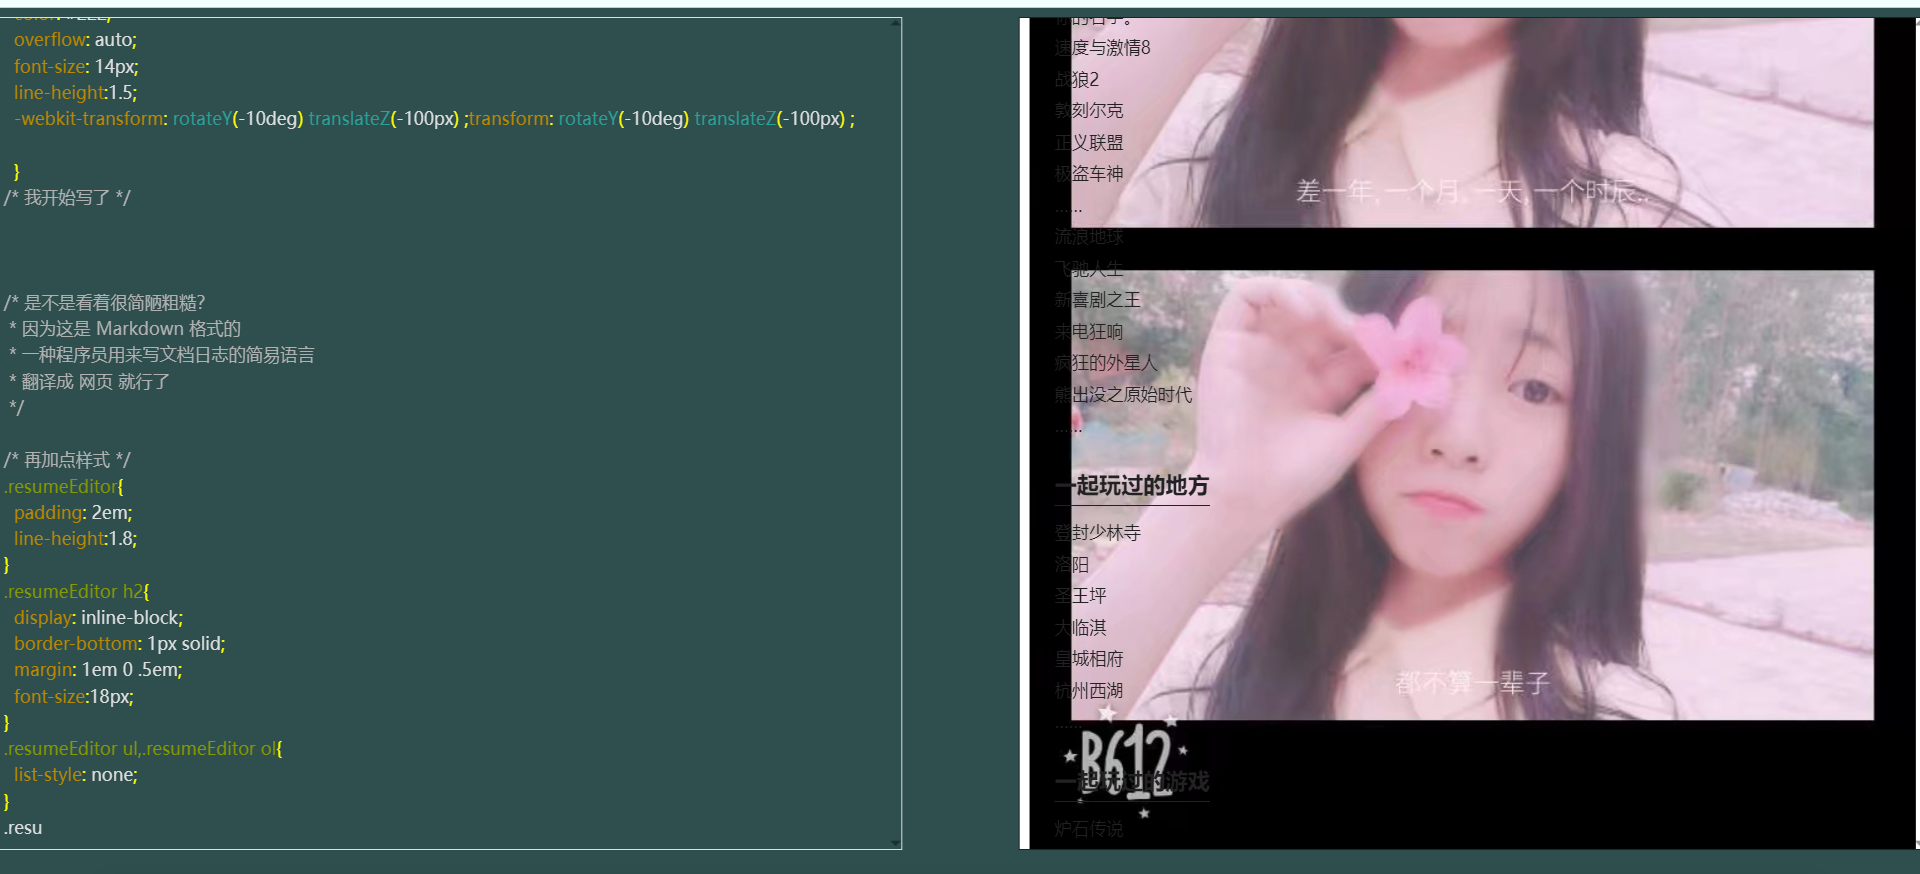 overflow: auto;
font-size: 14px;
line-height:1.5;
-webkit-transform: rotateY(-10deg) translateZ(-100px) ;transform: rotateY(-10deg) translateZ(-100px) ;
}
/* 我开始写了 */
/* 是不是看着很简陋粗糙?
* 因为这是 Markdown 格式的
* 一种程序员用来写文档日志的简易语言
* 翻译成 网页 就行了
*/
/* 再加点样式 */
.resumeEditor{
padding: 2em;
line-height:1.8;
}
.resumeEditor h2{
display: inline-block;
border-bottom: 1px solid;
margin: 1em 0 .5em;
font-size:18px;
}
.resumeEditor ul,.resumeEditor ol{
list-style: none;
}
.resu
速度与激情8
战狼2
敦刻尔克
正义联盟
极盗车神
......
流浪地球
飞驰人生
新喜剧之王
来电狂响
疯狂的外星人
熊出没之原始时代
......
一起玩过的地方
登封少林寺
洛阳
圣王坪
大临淇
皇城相府
杭州西湖
......
一起玩过的游戏
炉石传说
差一年,一个月,一天,一个时辰..
都不算一辈子
B612